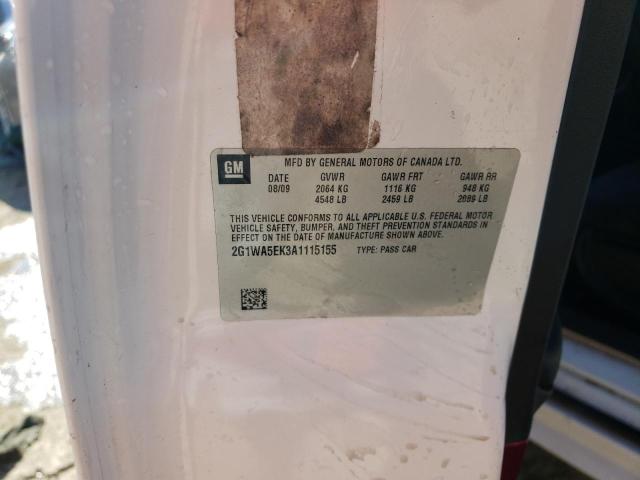 GM
MFD BY GENERAL MOTORS OF CANADA LTD.
DATE GVWR GAWR FRT GAWR RR
08/09 2064 KG 1116 KG 948 KG
4548 LB 2459 LB 2089 LB
THIS VEHICLE CONFORMS TO ALL APPLICABLE U.S. FEDERAL MOTOR
VEHICLE SAFETY, BUMPER, AND THEFT PREVENTION STANDARDS IN
EFFECT ON THE DATE OF MANUFACTURE SHOWN ABOVE.
2G1WA5EK3A1115155 TYPE: PASS CAR